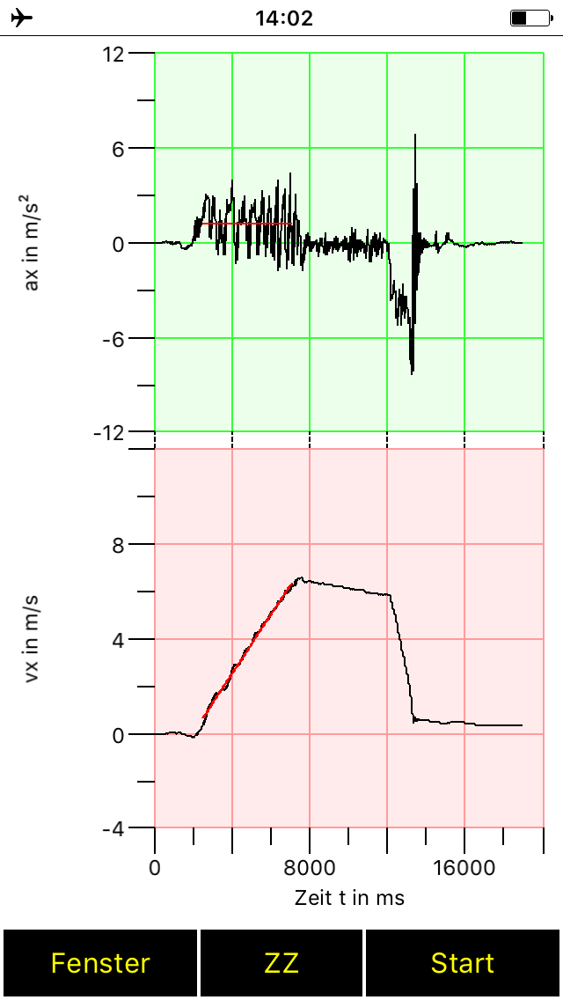 14:02
12
6
0
-6
-12
ax in m/s²
8
4
0
-4
vx in m/s
0 8000 16000
Zeit t in ms
Fenster ZZ Start